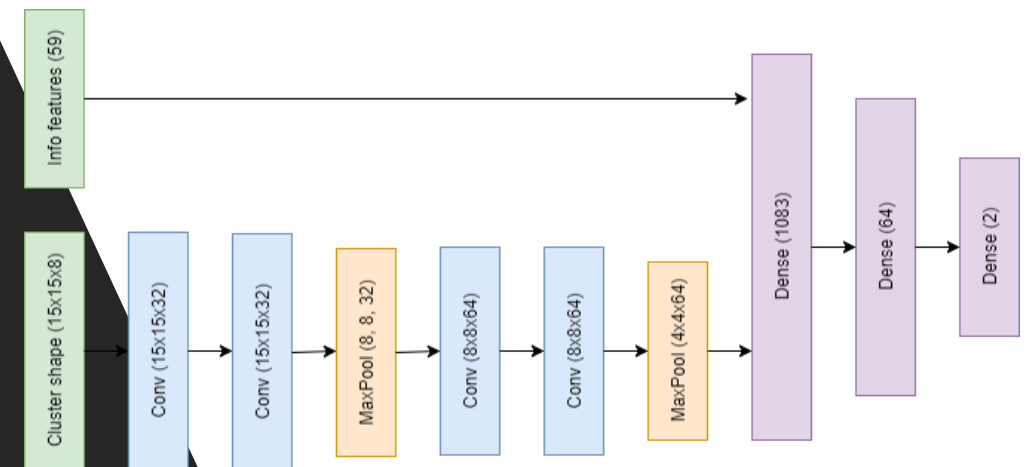 Info features (59)
Cluster shape (15x15x8)
Conv (15x15x32)
Conv (15x15x32)
MaxPool (8, 8, 32)
Conv (8x8x64)
Conv (8x8x64)
MaxPool (4x4x64)
Dense (1083)
Dense (64)
Dense (2)